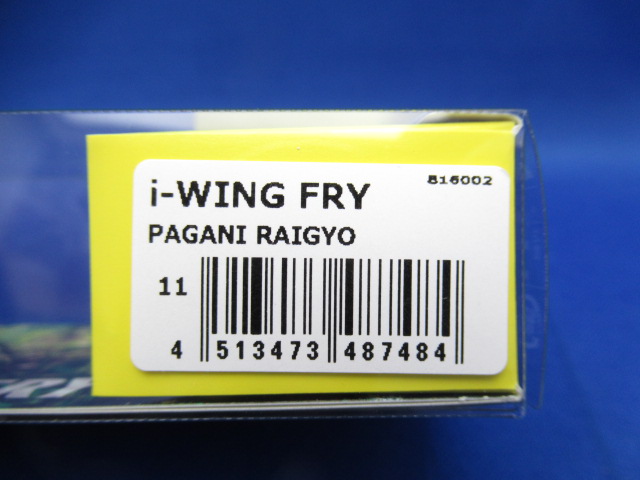 i-WING FRY
816002
PAGANI RAIGYO
11
4 513473 487484